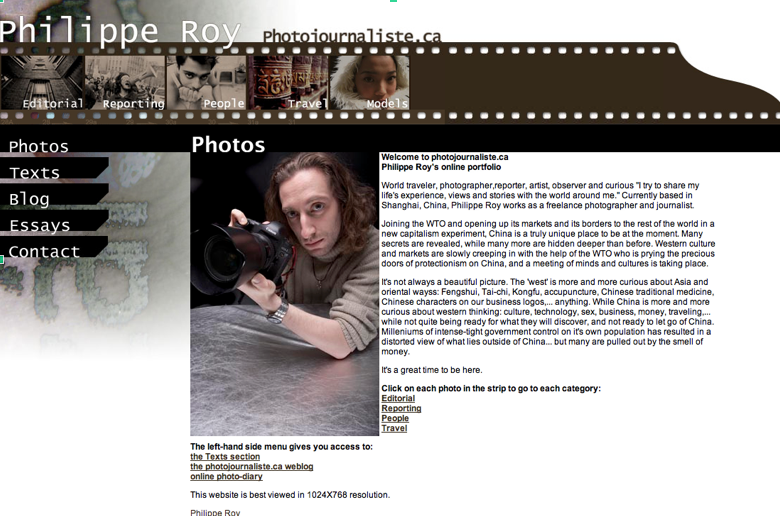 Philippe Roy Photojournaliste.ca
Editorial Reporting People Travel Models
Photos
Texts
Blog
Essays
Contact
Photos
Welcome to photojournaliste.ca
Philippe Roy's online portfolio
World traveler, photographer,reporter, artist, observer and curious "I try to share my
life's experience, views and stories with the world around me." Currently based in
Shanghai, China, Philippe Roy works as a freelance photographer and journalist.
Joining the WTO and opening up its markets and its borders to the rest of the world in a
new capitalism experiment, China is a truly unique place to be at the moment. Many
secrets are revealed, while many more are hidden deeper than before. Western culture
and markets are slowly creeping in with the help of the WTO who is prying the precious
doors of protectionism on China, and a meeting of minds and cultures is taking place.
It's not always a beautiful picture. The 'west' is more and more curious about Asia and
oriental ways: Fengshui, Tai-chi, Kongfu, accupuncture, Chinese traditional medicine,
Chinese characters on our business logos,... anything. While China is more and more
curious about western thinking: culture, technology, sex, business, money, traveling,...
while not quite being ready for what they will discover, and not ready to let go of China.
Milleniums of intense-tight government control on it's own population has resulted in a
distorted view of what lies outside of China... but many are pulled out by the smell of
money.
It's a great time to be here.
Click on each photo in the strip to go to each category:
Editorial
Reporting
People
Travel
The left-hand side menu gives you access to:
the Texts section
the photojournaliste.ca weblog
online photo-diary
This website is best viewed in 1024X768 resolution.
Philippe Roy